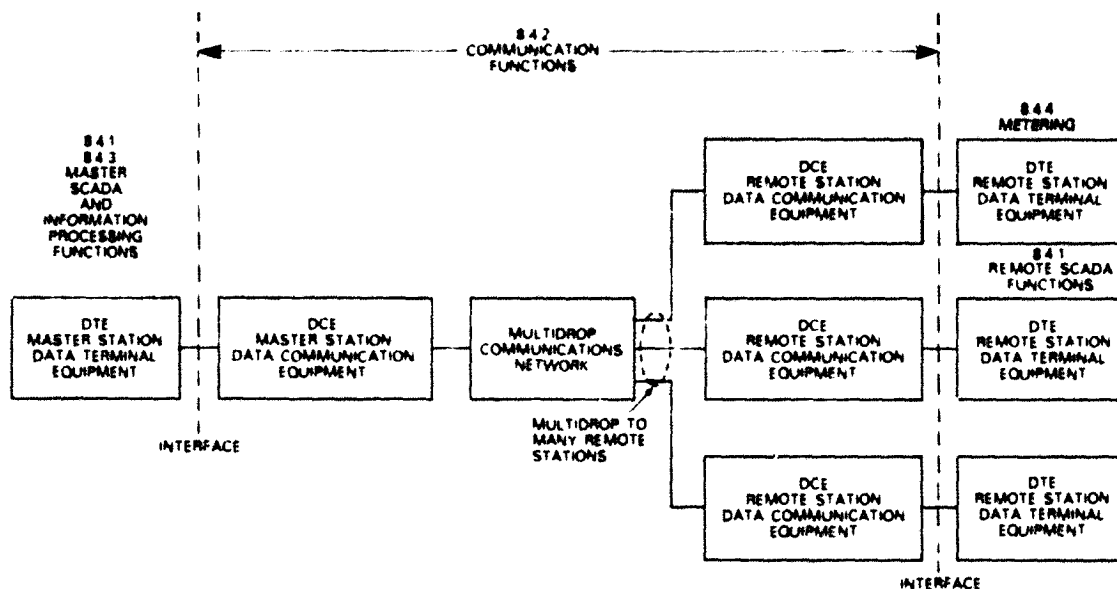 8.4.2
COMMUNICATION
FUNCTIONS
8.4.1
8.4.3
MASTER
SCADA
AND
INFORMATION
PROCESSING
FUNCTIONS
DTE
MASTER STATION
DATA TERMINAL
EQUIPMENT
INTERFACE
DCE
MASTER STATION
DATA COMMUNICATION
EQUIPMENT
MULTIDROP
COMMUNICATIONS
NETWORK
MULTIDROP TO
MANY REMOTE
STATIONS
DCE
REMOTE STATION
DATA COMMUNICATION
EQUIPMENT
8.4.4
METERING
DTE
REMOTE STATION
DATA TERMINAL
EQUIPMENT
DCE
REMOTE STATION
DATA COMMUNICATION
EQUIPMENT
8.4.1
REMOTE SCADA
FUNCTIONS
DTE
REMOTE STATION
DATA TERMINAL
EQUIPMENT
DCE
REMOTE STATION
DATA COMMUNICATION
EQUIPMENT
DTE
REMOTE STATION
DATA TERMINAL
EQUIPMENT
INTERFACE